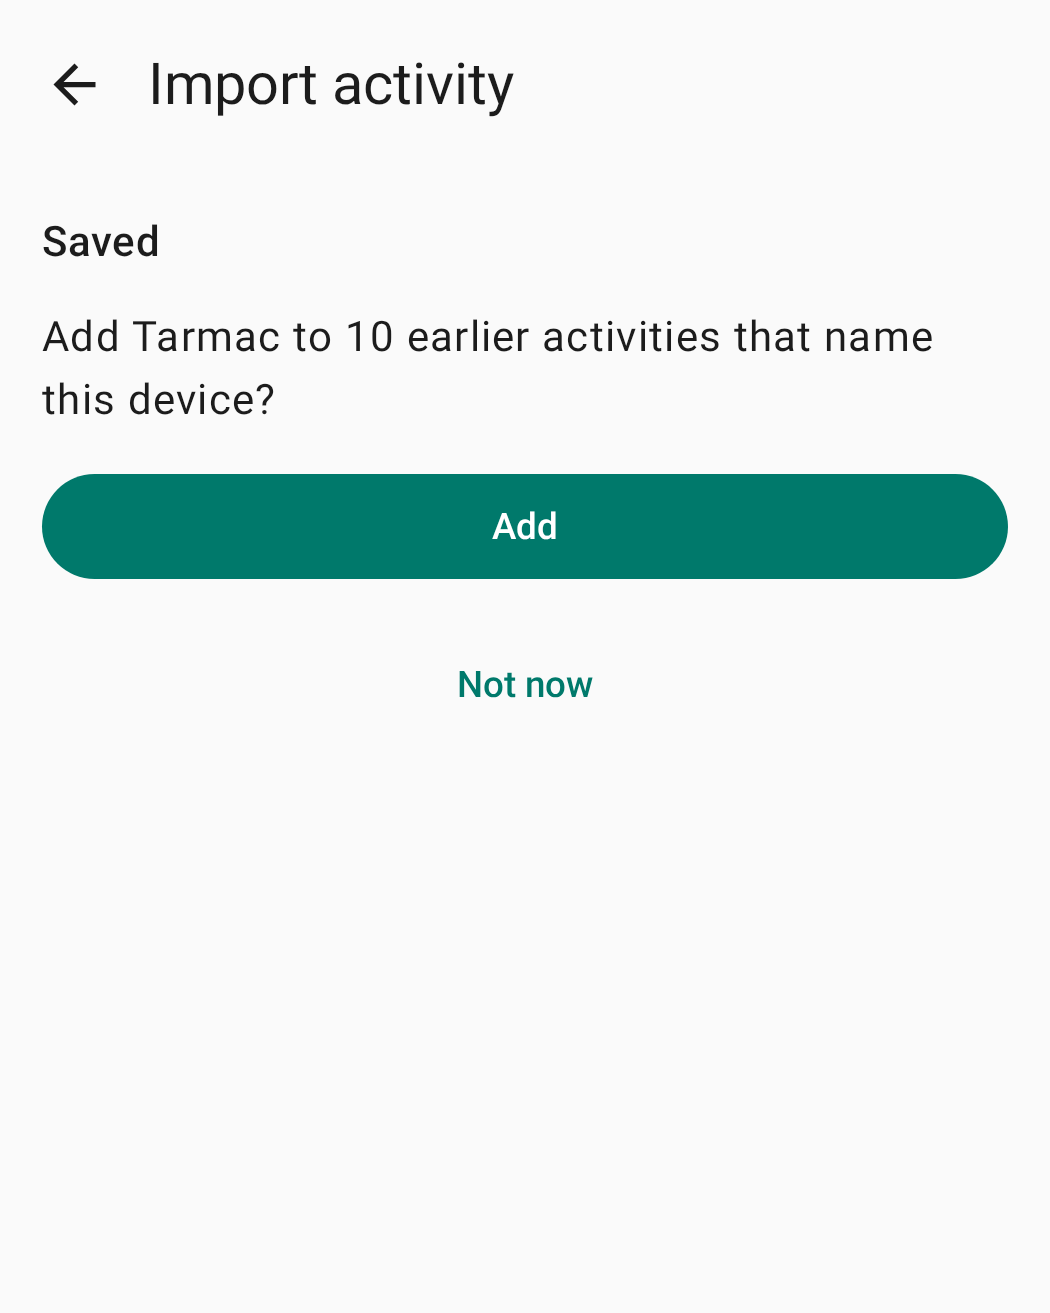 Import activity
Saved
Add Tarmac to 10 earlier activities that name
this device?
Add
Not now